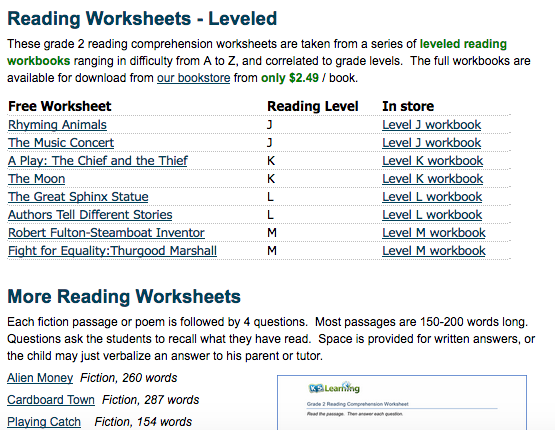 Reading Worksheets - Leveled
These grade 2 reading comprehension worksheets are taken from a series of leveled reading
workbooks ranging in difficulty from A to Z, and correlated to grade levels.  The full workbooks are
available for download from our bookstore from only $2.49 / book.
Free Worksheet Reading Level In store
Rhyming Animals J Level J workbook
The Music Concert J Level J workbook
A Play: The Chief and the Thief K Level K workbook
The Moon K Level K workbook
The Great Sphinx Statue L Level L workbook
Authors Tell Different Stories L Level L workbook
Robert Fulton-Steamboat Inventor M Level M workbook
Fight for Equality:Thurgood Marshall M Level M workbook
More Reading Worksheets
Each fiction passage or poem is followed by 4 questions.  Most passages are 150-200 words long.
Questions ask the students to recall what they have read.  Space is provided for written answers, or
the child may just verbalize an answer to his parent or tutor.
Alien Money  Fiction, 260 words
Cardboard Town  Fiction, 287 words
Playing Catch  Fiction, 154 words
K5 Learning
Grade 2 Reading Comprehension Worksheet
Read the passage.  Then answer each question.